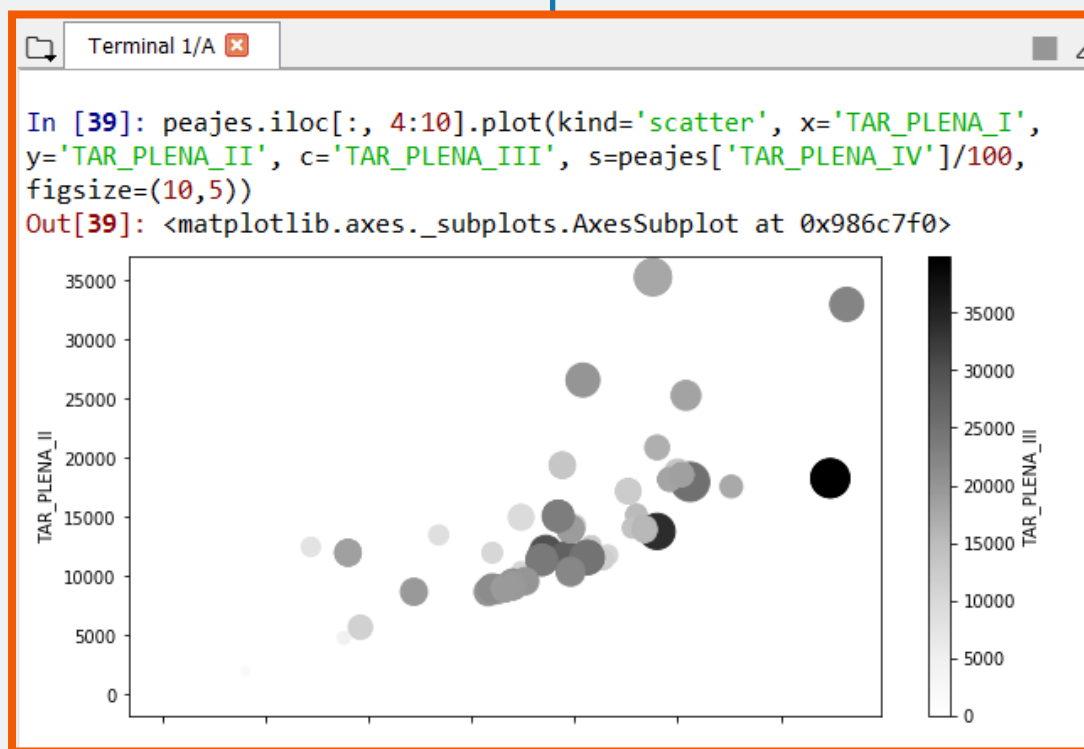 Terminal 1/A
In [39]: peajes.iloc[:, 4:10].plot(kind='scatter', x='TAR_PLENA_I',
y='TAR_PLENA_II', c='TAR_PLENA_III', s=peajes['TAR_PLENA_IV']/100,
figsize=(10,5))
Out[39]: <matplotlib.axes._subplots.AxesSubplot at 0x986c7f0>
35000
30000
25000
20000
15000
10000
5000
0
TAR_PLENA_II
35000
30000
25000
20000
15000
10000
5000
0
TAR_PLENA_III